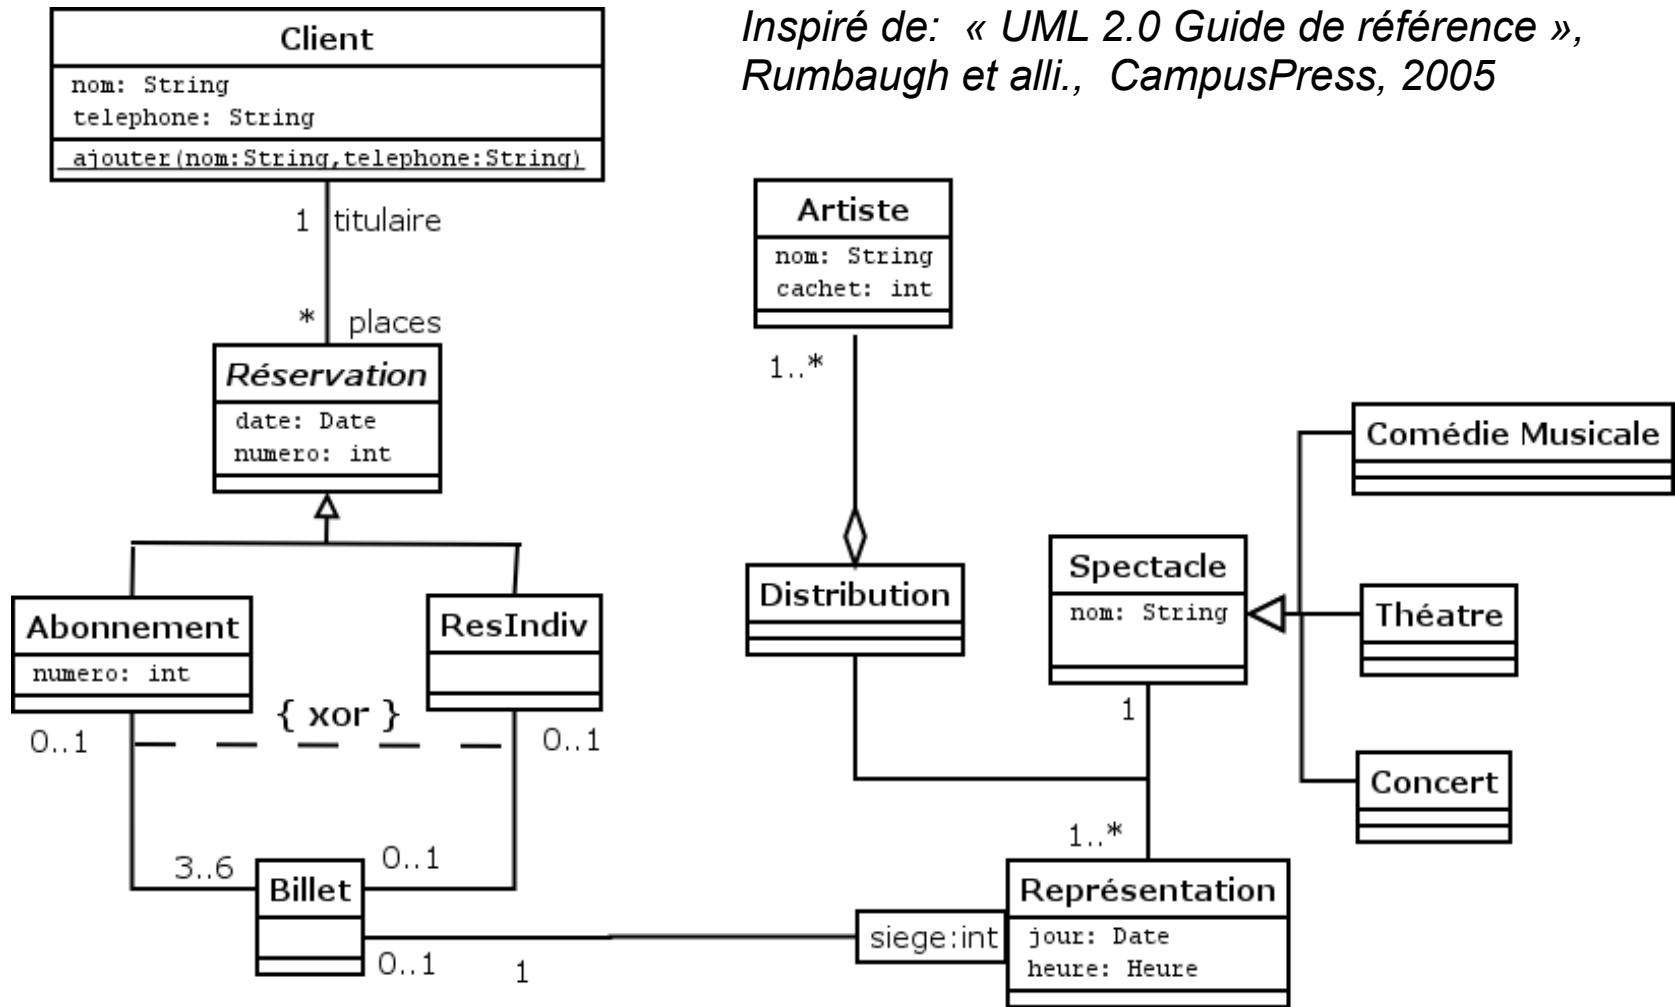 Inspiré de: « UML 2.0 Guide de référence »,
Rumbaugh et alli., CampusPress, 2005
Client
nom: String
telephone: String
ajouter(nom:String,telephone:String)
1 titulaire
* places
Réservation
date: Date
numero: int
Artiste
nom: String
cachet: int
1..*
Distribution
Spectacle
nom: String
Comédie Musicale
Théatre
Concert
Abonnement
numero: int
ResIndiv
{ xor }
0..1
0..1
1
1..*
3..6
0..1
Billet
0..1
1
siege:int
Représentation
jour: Date
heure: Heure